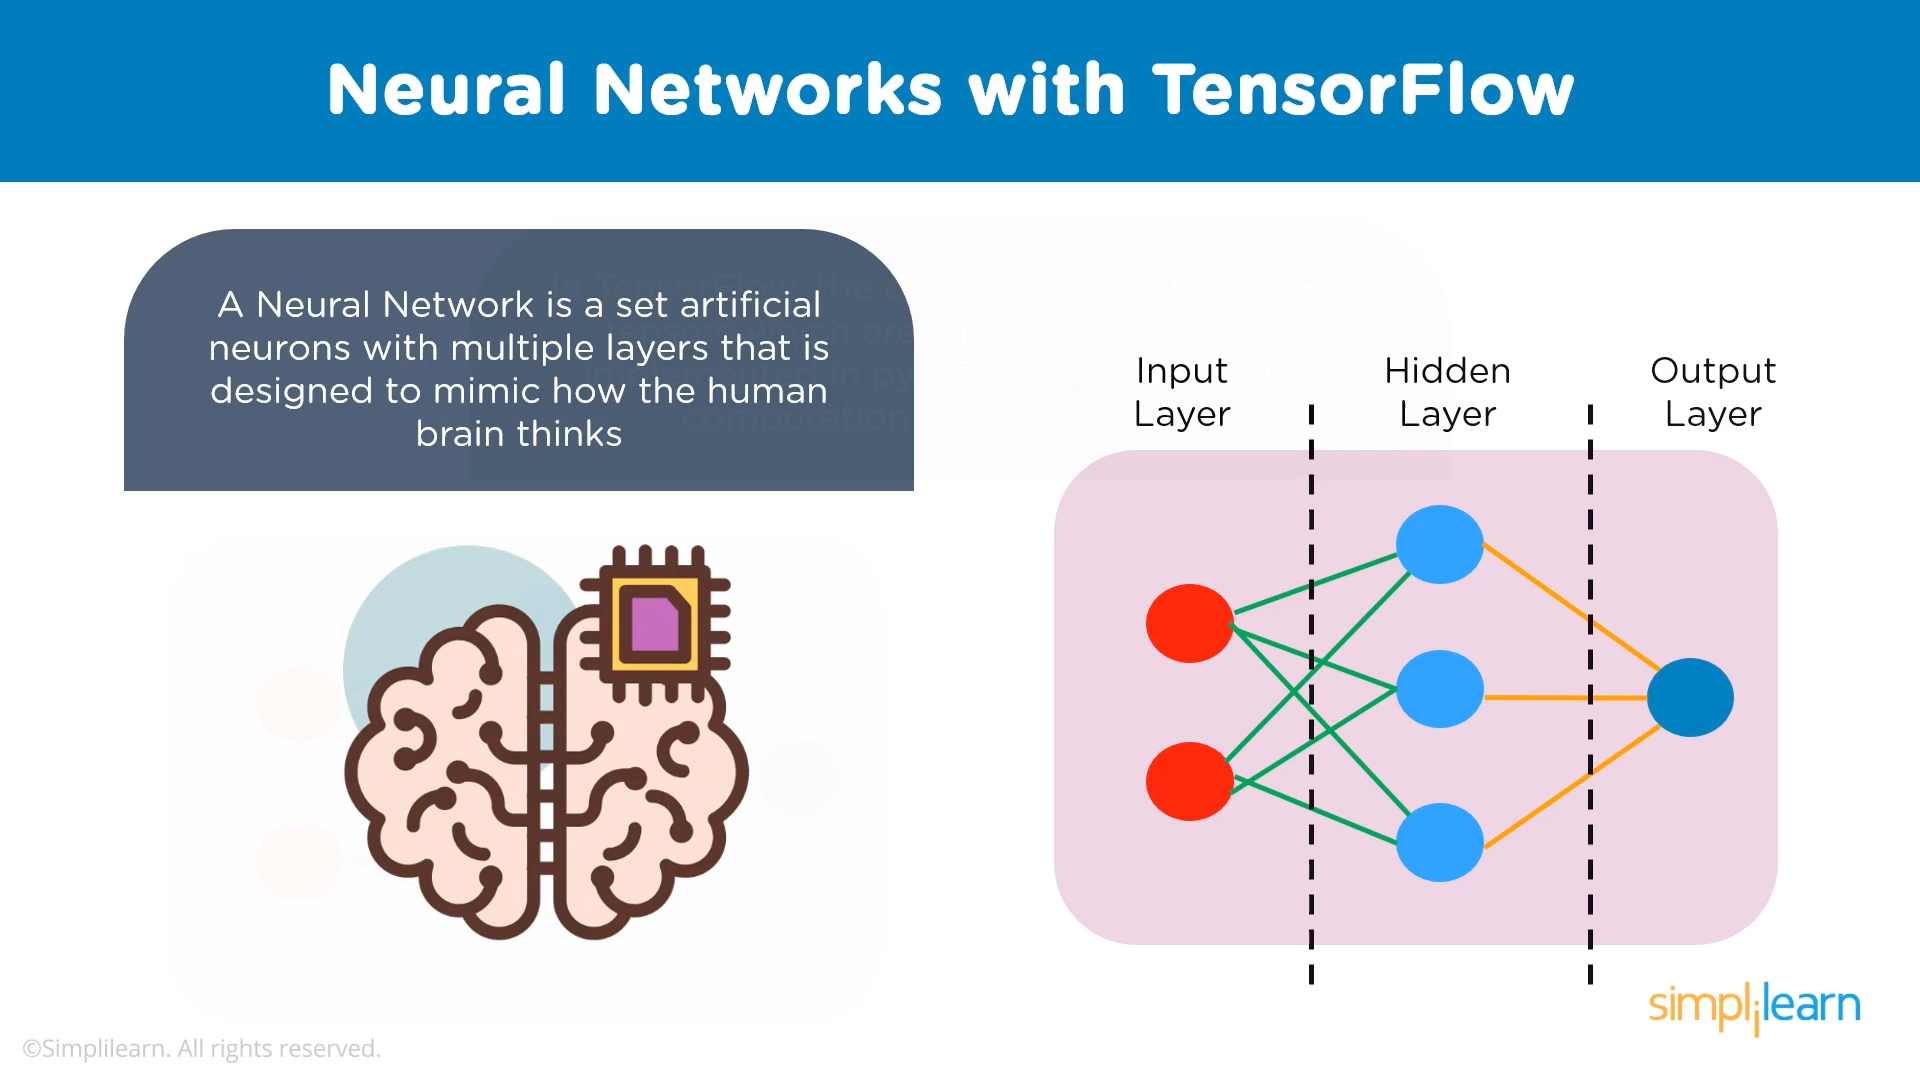 Neural Networks with TensorFlow
A Neural Network is a set artificial
neurons with multiple layers that is
designed to mimic how the human
brain thinks
Input
Layer
Hidden
Layer
Output
Layer
simplilearn
©Simplilearn. All rights reserved.